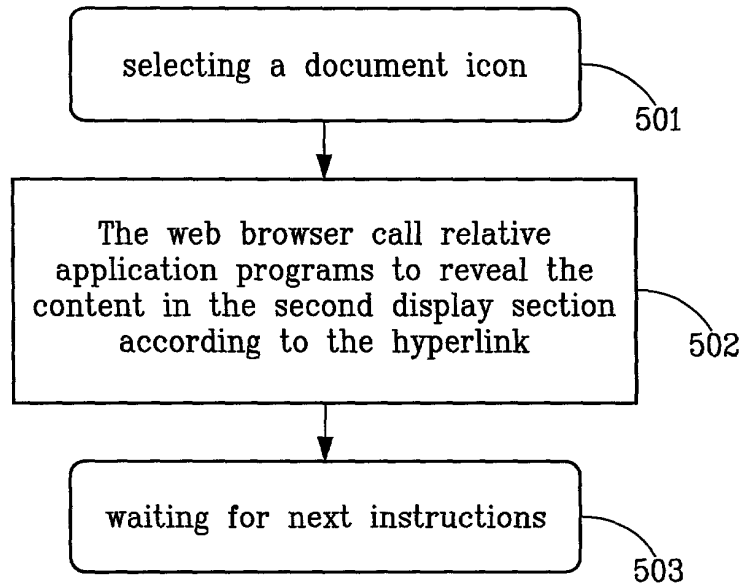 selecting a document icon
501
The web browser call relative
application programs to reveal the
content in the second display section
according to the hyperlink
502
waiting for next instructions
503